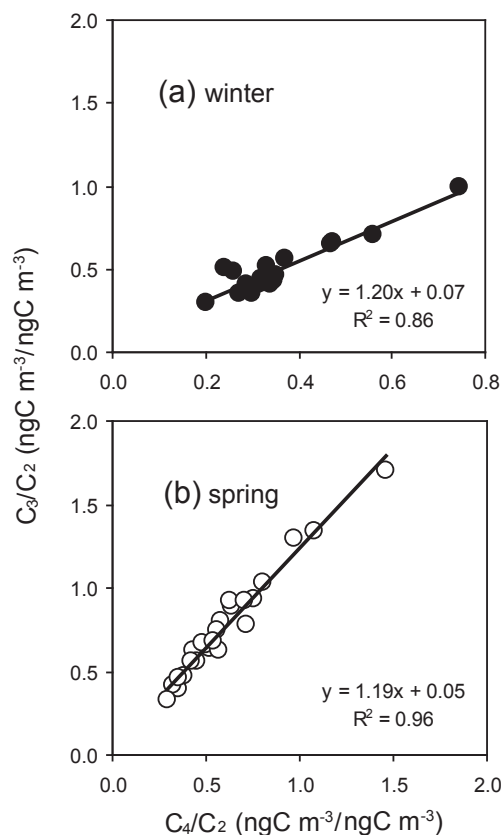 2.0
(a) winter
1.5
1.0
0.5
y = 1.20x + 0.07
R² = 0.86
0.0
0.0 0.2 0.4 0.6 0.8
C₃/C₂ (ngC m⁻³/ngC m⁻³)
2.0
(b) spring
1.5
1.0
0.5
y = 1.19x + 0.05
R² = 0.96
0.0
0.0 0.5 1.0 1.5 2.0
C₄/C₂ (ngC m⁻³/ngC m⁻³)